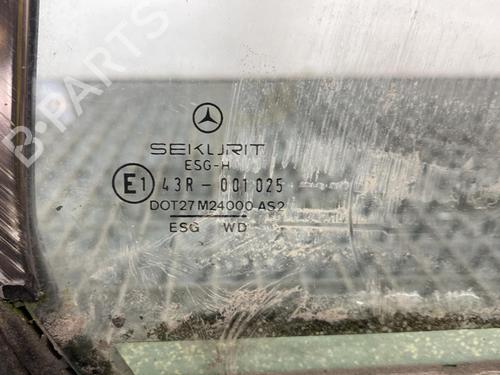 B-PARTS
SEKURIT
ESG-H
E1 43R-001025
DOT27 M24000 AS2
ESG WD